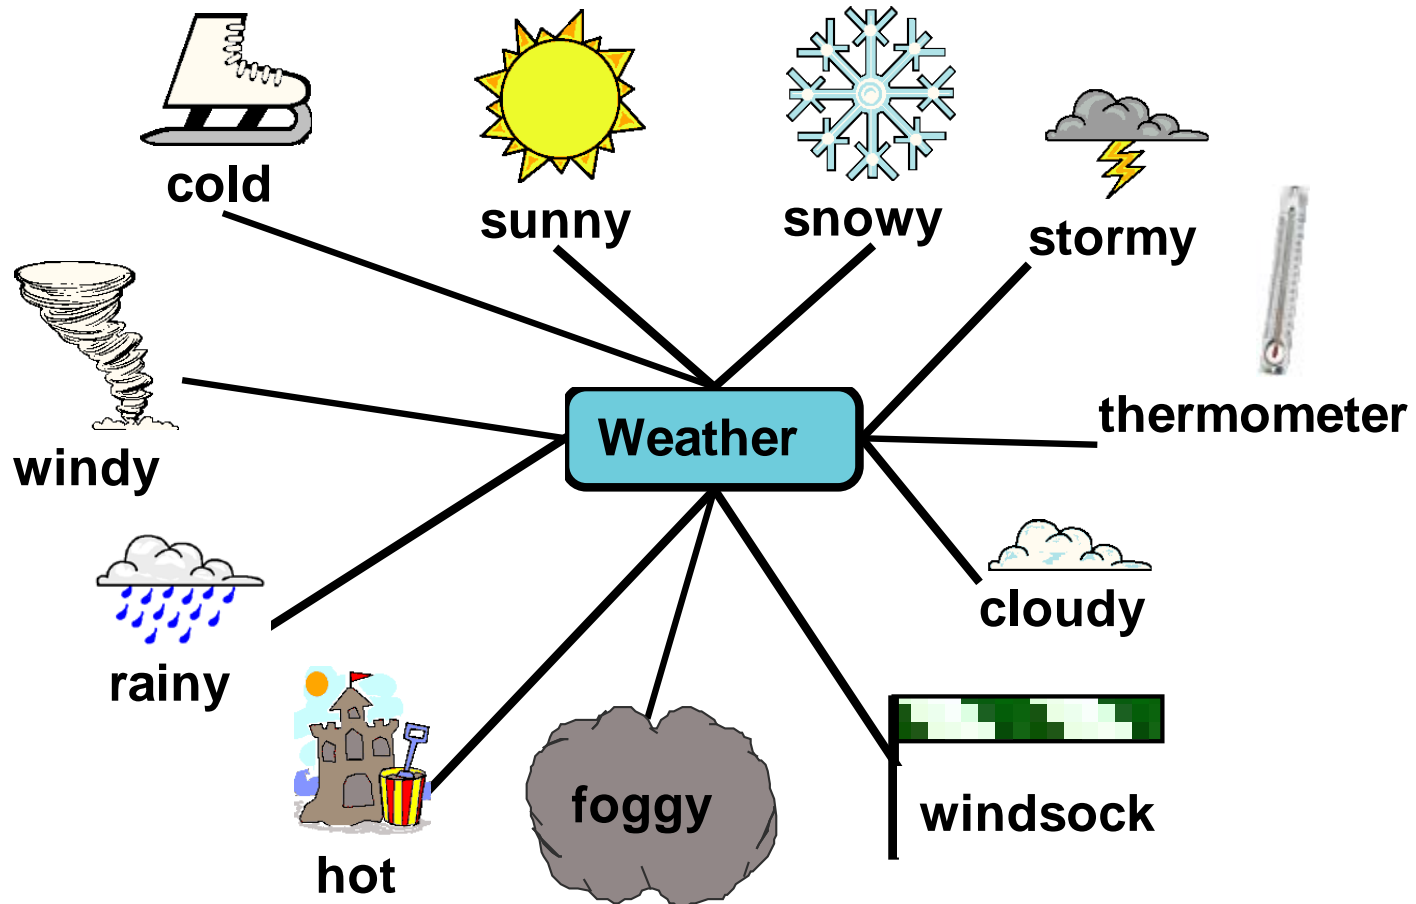 cold
sunny
snowy
stormy
thermometer
Weather
windy
cloudy
rainy
foggy
windsock
hot